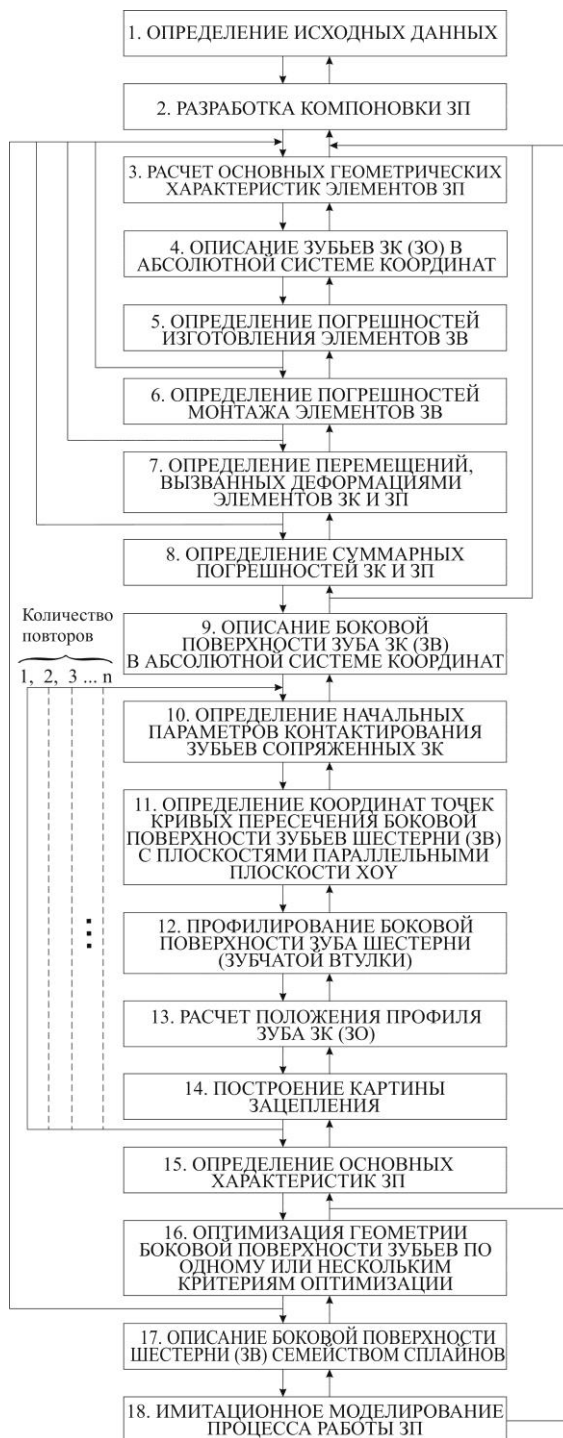 1. ОПРЕДЕЛЕНИЕ ИСХОДНЫХ ДАННЫХ
2. РАЗРАБОТКА КОМПОНОВКИ ЗП
3. РАСЧЕТ ОСНОВНЫХ ГЕОМЕТРИЧЕСКИХ
ХАРАКТЕРИСТИК ЭЛЕМЕНТОВ ЗП
4. ОПИСАНИЕ ЗУБЬЕВ ЗК (ЗО) В
АБСОЛЮТНОЙ СИСТЕМЕ КООРДИНАТ
5. ОПРЕДЕЛЕНИЕ ПОГРЕШНОСТЕЙ
ИЗГОТОВЛЕНИЯ ЭЛЕМЕНТОВ ЗВ
6. ОПРЕДЕЛЕНИЕ ПОГРЕШНОСТЕЙ
МОНТАЖА ЭЛЕМЕНТОВ ЗВ
7. ОПРЕДЕЛЕНИЕ ПЕРЕМЕЩЕНИЙ,
ВЫЗВАННЫХ ДЕФОРМАЦИЯМИ
ЭЛЕМЕНТОВ ЗК И ЗП
8. ОПРЕДЕЛЕНИЕ СУММАРНЫХ
ПОГРЕШНОСТЕЙ ЗК И ЗП
Количество
повторов
1, 2, 3 ... n
9. ОПИСАНИЕ БОКОВОЙ
ПОВЕРХНОСТИ ЗУБА ЗК (ЗВ)
В АБСОЛЮТНОЙ СИСТЕМЕ КООРДИНАТ
10. ОПРЕДЕЛЕНИЕ НАЧАЛЬНЫХ
ПАРАМЕТРОВ КОНТАКТИРОВАНИЯ
ЗУБЬЕВ СОПРЯЖЕННЫХ ЗК
11. ОПРЕДЕЛЕНИЕ КООРДИНАТ ТОЧЕК
КРИВЫХ ПЕРЕСЕЧЕНИЯ БОКОВОЙ
ПОВЕРХНОСТИ ЗУБЬЕВ ШЕСТЕРНИ (ЗВ)
С ПЛОСКОСТЯМИ ПАРАЛЛЕЛЬНЫМИ
ПЛОСКОСТИ XOY
12. ПРОФИЛИРОВАНИЕ БОКОВОЙ
ПОВЕРХНОСТИ ЗУБА ШЕСТЕРНИ
(ЗУБЧАТОЙ ВТУЛКИ)
13. РАСЧЕТ ПОЛОЖЕНИЯ ПРОФИЛЯ
ЗУБА ЗК (ЗО)
14. ПОСТРОЕНИЕ КАРТИНЫ
ЗАЦЕПЛЕНИЯ
15. ОПРЕДЕЛЕНИЕ ОСНОВНЫХ
ХАРАКТЕРИСТИК ЗП
16. ОПТИМИЗАЦИЯ ГЕОМЕТРИИ
БОКОВОЙ ПОВЕРХНОСТИ ЗУБЬЕВ ПО
ОДНОМУ ИЛИ НЕСКОЛЬКИМ
КРИТЕРИЯМ ОПТИМИЗАЦИИ
17. ОПИСАНИЕ БОКОВОЙ ПОВЕРХНОСТИ
ШЕСТЕРНИ (ЗВ) СЕМЕЙСТВОМ СПЛАЙНОВ
18. ИМИТАЦИОННОЕ МОДЕЛИРОВАНИЕ
ПРОЦЕССА РАБОТЫ ЗП